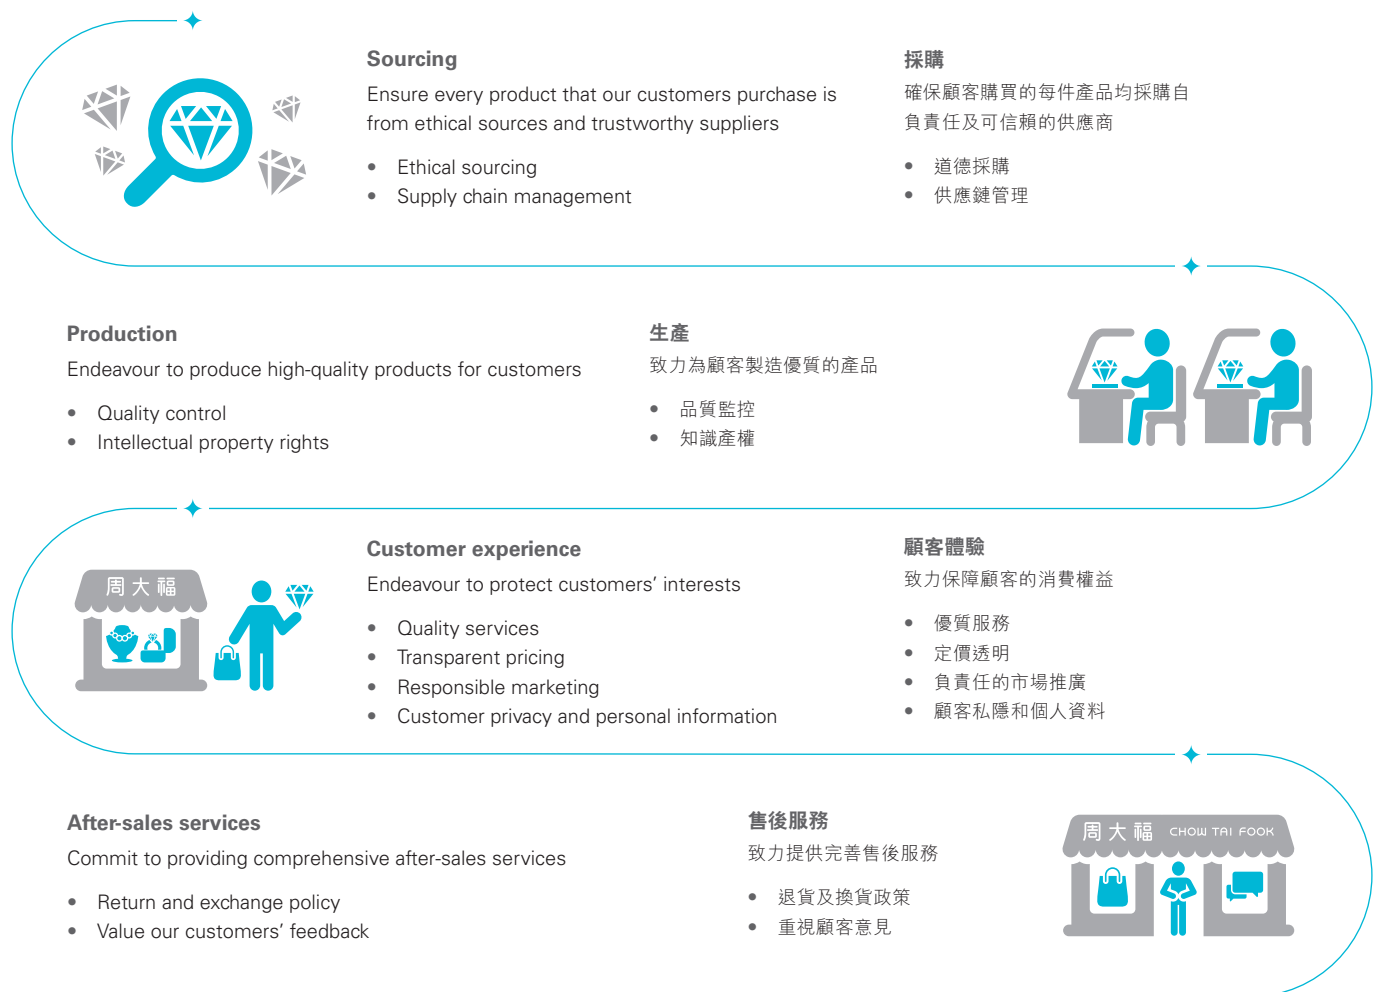 Sourcing
Ensure every product that our customers purchase is
from ethical sources and trustworthy suppliers
• Ethical sourcing
• Supply chain management
採購
確保顧客購買的每件產品均採購自
負責任及可信賴的供應商
• 道德採購
• 供應鏈管理
Production
Endeavour to produce high-quality products for customers
• Quality control
• Intellectual property rights
生產
致力為顧客製造優質的產品
• 品質監控
• 知識產權
周大福
Customer experience
Endeavour to protect customers’ interests
• Quality services
• Transparent pricing
• Responsible marketing
• Customer privacy and personal information
顧客體驗
致力保障顧客的消費權益
• 優質服務
• 定價透明
• 負責任的市場推廣
• 顧客私隱和個人資料
After-sales services
Commit to providing comprehensive after-sales services
• Return and exchange policy
• Value our customers’ feedback
售後服務
致力提供完善售後服務
• 退貨及換貨政策
• 重視顧客意見
周大福 CHOW TAI FOOK